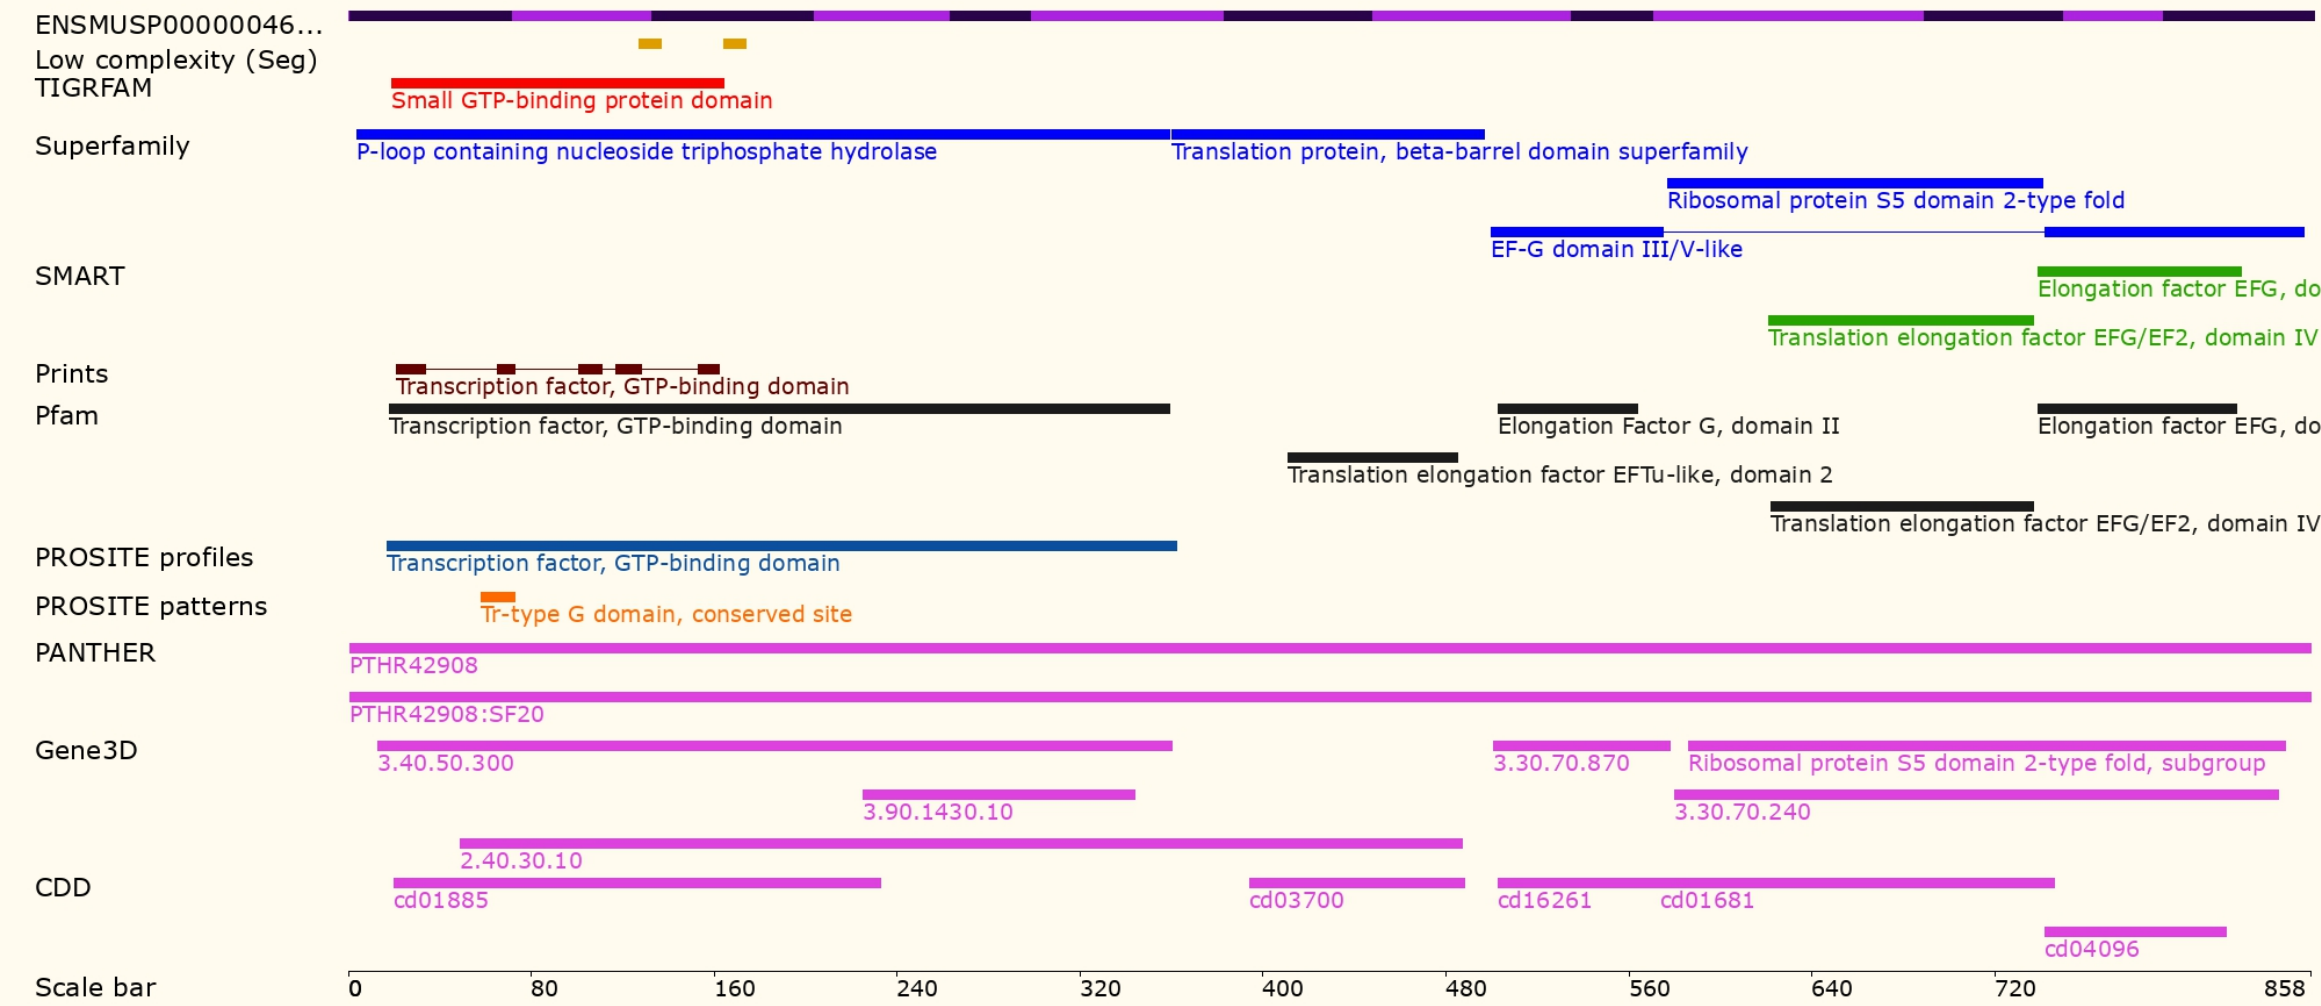 ENSMUSP00000046...
Low complexity (Seg)
TIGRFAM
Small GTP-binding protein domain
Superfamily
P-loop containing nucleoside triphosphate hydrolase
Translation protein, beta-barrel domain superfamily
Ribosomal protein S5 domain 2-type fold
EF-G domain III/V-like
SMART
Elongation factor EFG, do
Translation elongation factor EFG/EF2, domain IV
Prints
Transcription factor, GTP-binding domain
Pfam
Transcription factor, GTP-binding domain
Elongation Factor G, domain II
Elongation factor EFG, do
Translation elongation factor EFTu-like, domain 2
Translation elongation factor EFG/EF2, domain IV
PROSITE profiles
Transcription factor, GTP-binding domain
PROSITE patterns
Tr-type G domain, conserved site
PANTHER
PTHR42908
PTHR42908:SF20
Gene3D
3.40.50.300
3.30.70.870
Ribosomal protein S5 domain 2-type fold, subgroup
3.90.1430.10
3.30.70.240
2.40.30.10
CDD
cd01885
cd03700
cd16261
cd01681
cd04096
Scale bar
0 80 160 240 320 400 480 560 640 720 858